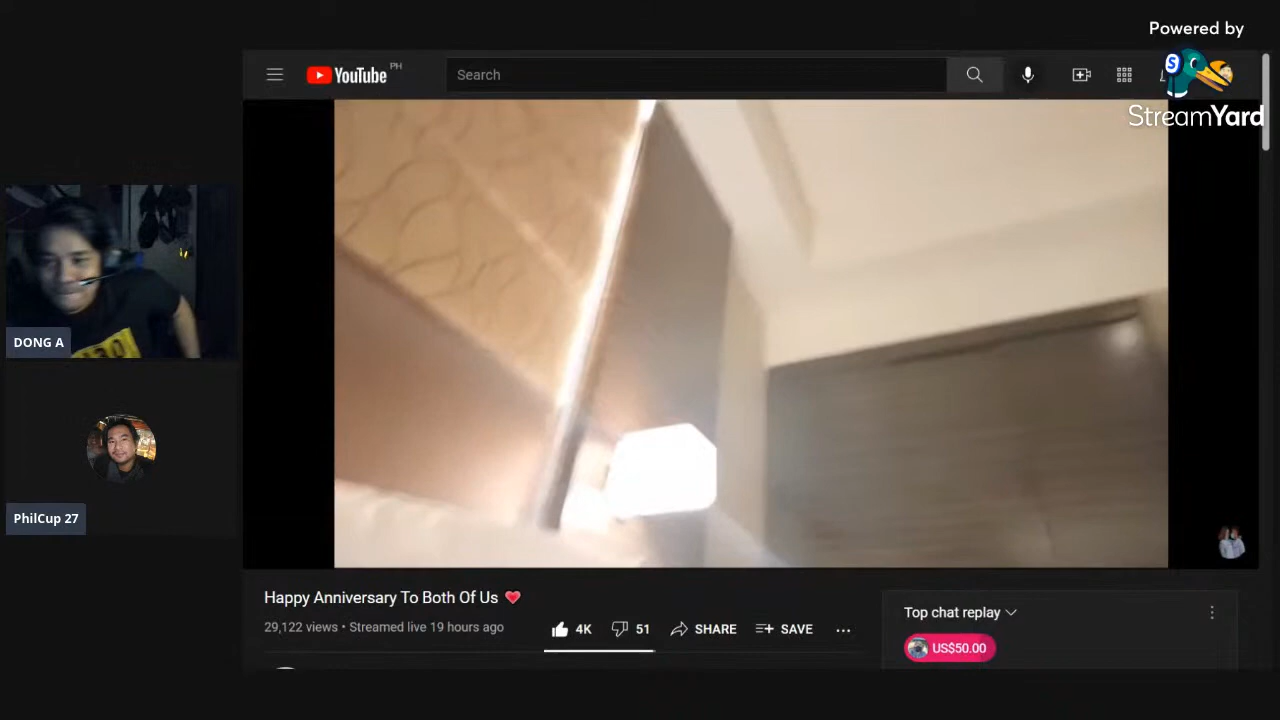 Powered by
StreamYard
YouTube PH
Search
DONG A
PhilCup 27
Happy Anniversary To Both Of Us ❤
29,122 views • Streamed live 19 hours ago
4K
51
SHARE
SAVE
Top chat replay
US$50.00